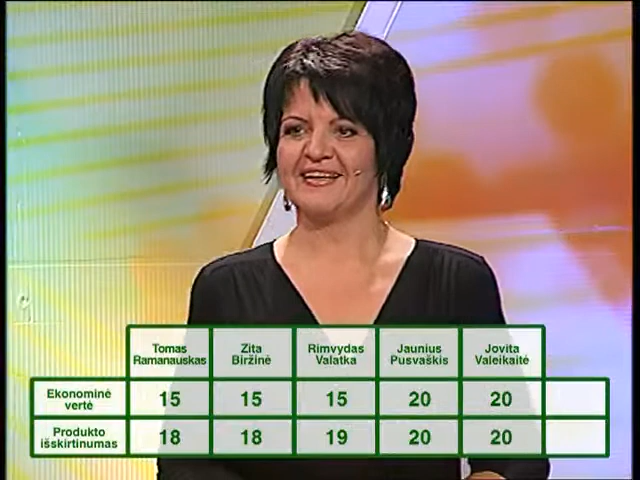 Tomas Ramanauskas
Zita Biržinė
Rimvydas Valatka
Jaunius Pusvaškis
Jovita Valeikaitė
Ekonominė vertė 15 15 15 20 20
Produkto išskirtinumas 18 18 19 20 20